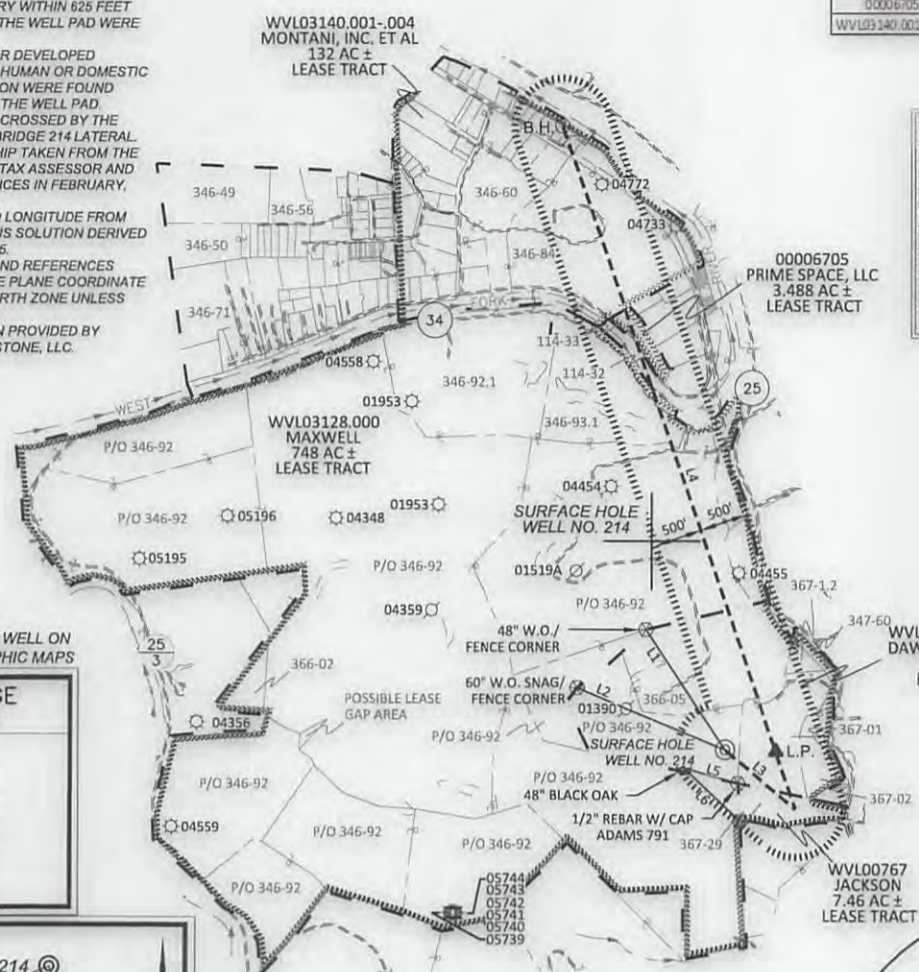 RY WITHIN 625 FEET
THE WELL PAD WERE
R DEVELOPED
HUMAN OR DOMESTIC
ON WERE FOUND
THE WELL PAD.
CROSSED BY THE
BRIDGE 214 LATERAL.
HIP TAKEN FROM THE
TAX ASSESSOR AND
ICES IN FEBRUARY,
D LONGITUDE FROM
IS SOLUTION DERIVED
6.
AND REFERENCES
E PLANE COORDINATE
RTH ZONE UNLESS
N PROVIDED BY
STONE, LLC.
WVL03140.001-.004
MONTANI, INC. ET AL
132 AC ±
LEASE TRACT
00006705
WVL03140.001
B.H.
04772
04733
346-49
346-56
346-60
346-50
346-84
346-71
00006705
PRIME SPACE, LLC
3.488 AC ±
LEASE TRACT
34
FORK
WEST
114-33
114-32
25
04558
346-92.1
01953
346-93.1
WVL03128.000
MAXWELL
748 AC ±
LEASE TRACT
P/O 346-92
L4
04454
P/O 346-92
05196
04348
01953
SURFACE HOLE
WELL NO. 214
500'
500'
05195
P/O 346-92
01519A
04455
367-1.2
04359
P/O 346-92
347-60
48" W.O./
FENCE CORNER
L1
WVL
DAW
WELL ON
PHIC MAPS
25
3
366-02
60" W.O. SNAG/
FENCE CORNER
L2
366-05
GE
POSSIBLE LEASE
GAP AREA
01390
P/O 346-92
367-01
04356
P/O 346-92
SURFACE HOLE
WELL NO. 214
L.P.
L3
P/O 346-92
P/O 346-92
L5
48" BLACK OAK
L6
367-02
1/2" REBAR W/ CAP
ADAMS 791
04559
P/O 346-92
P/O 346-92
367-29
P/O 346-92
WVL00767
JACKSON
7.46 AC ±
LEASE TRACT
05744
05743
05742
05741
05740
05739
214